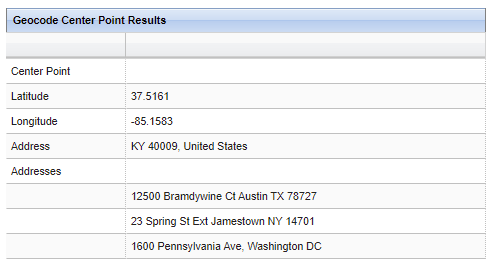 Geocode Center Point Results
Center Point
Latitude 37.5161
Longitude -85.1583
Address KY 40009, United States
Addresses
12500 Bramdywine Ct Austin TX 78727
23 Spring St Ext Jamestown NY 14701
1600 Pennsylvania Ave, Washington DC